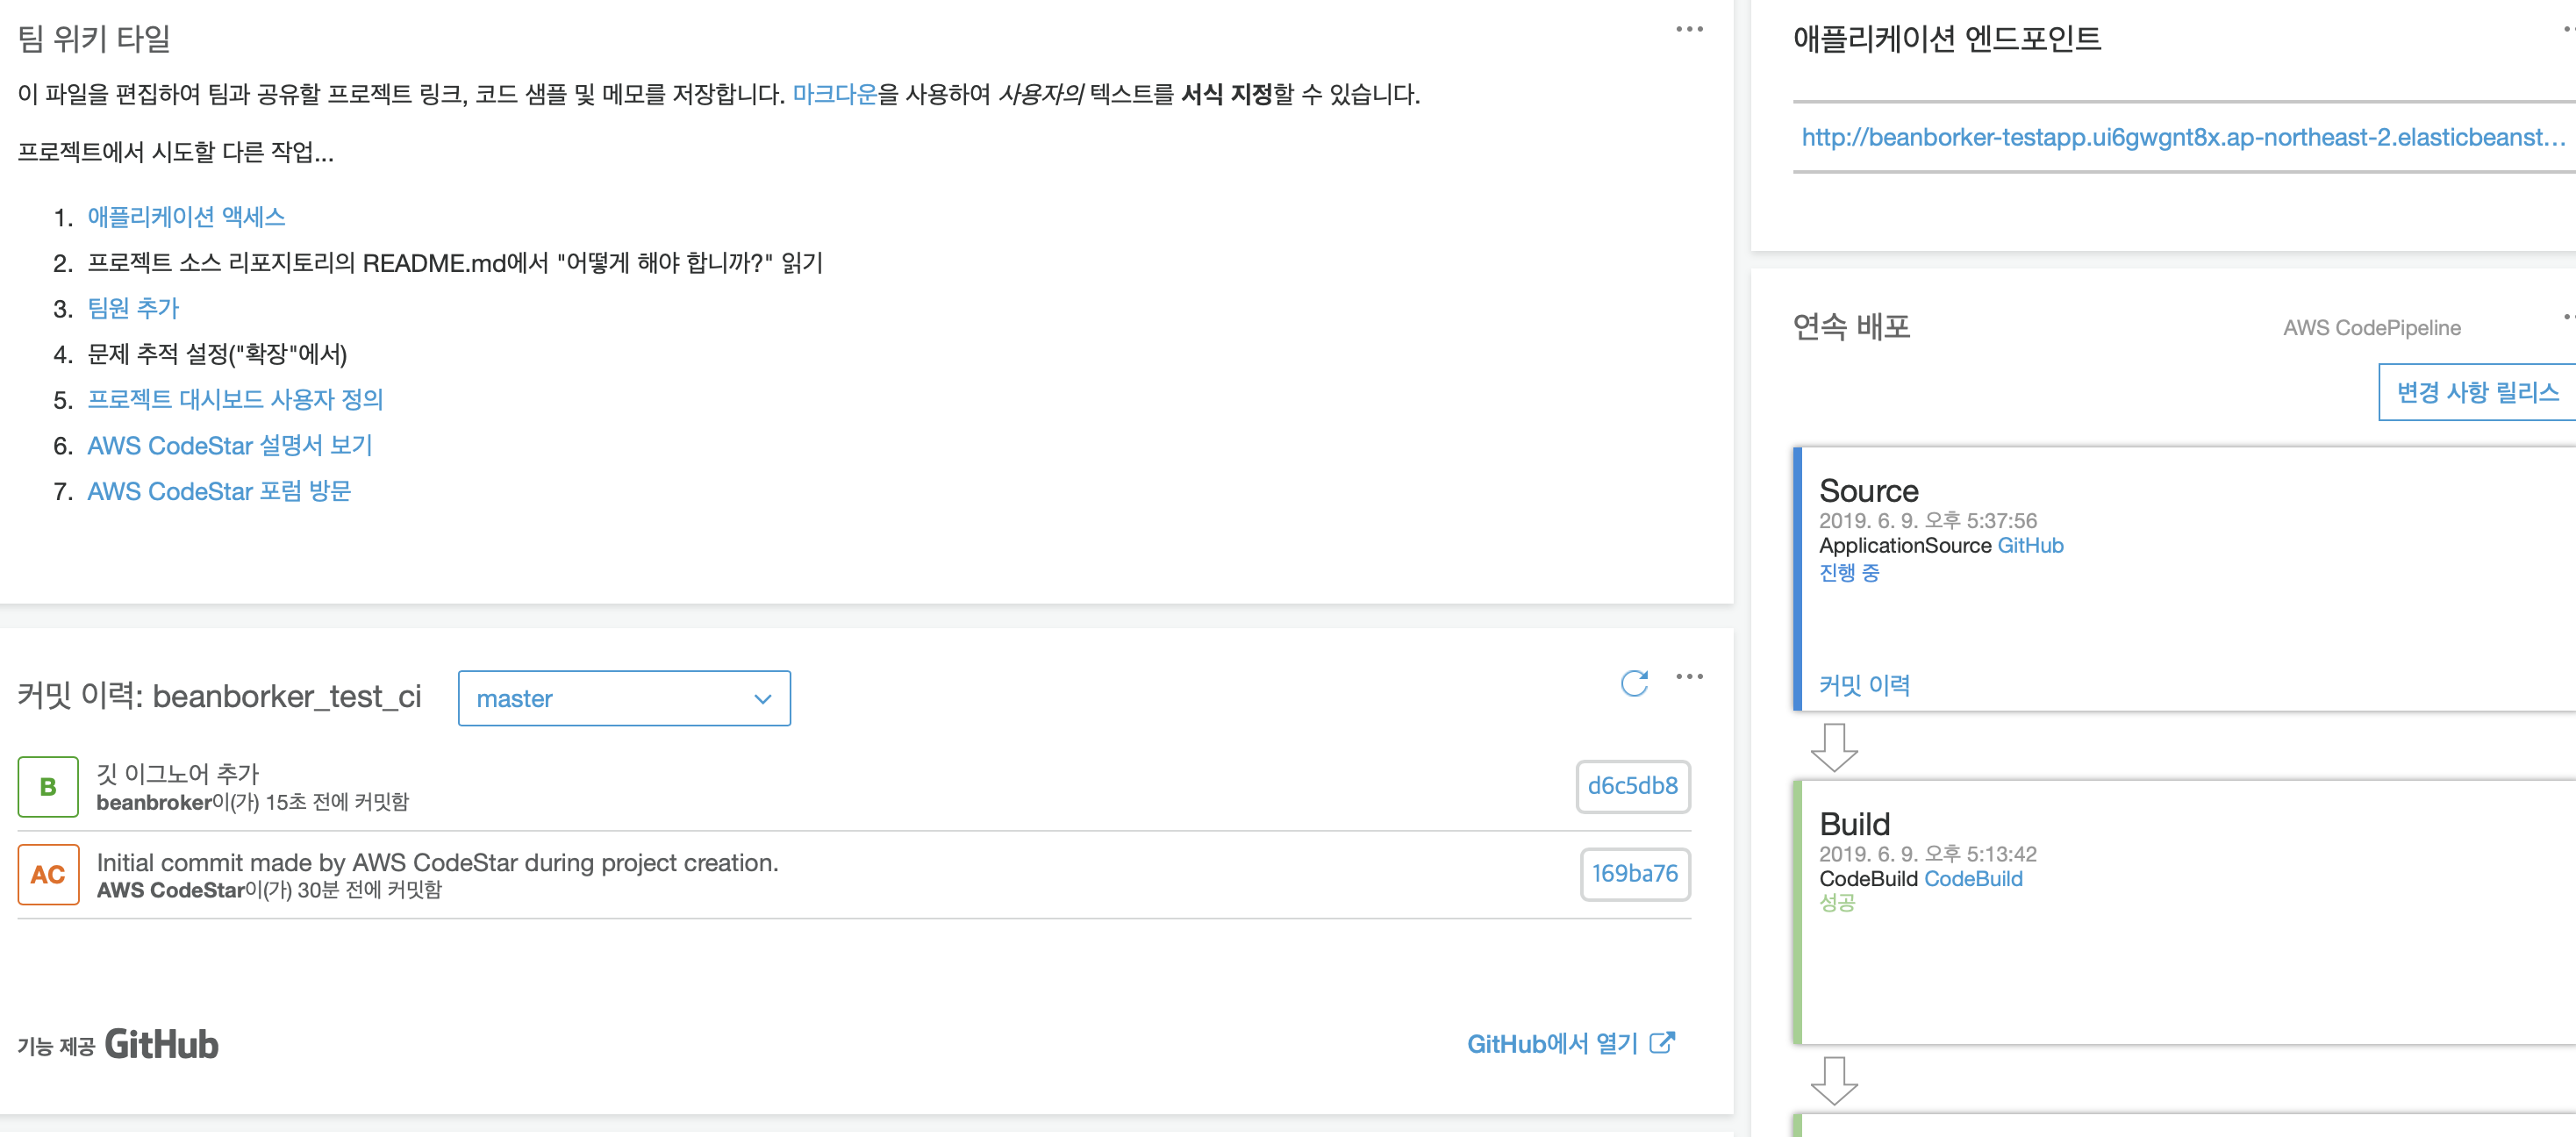 팀 위키 타일
이 파일을 편집하여 팀과 공유할 프로젝트 링크, 코드 샘플 및 메모를 저장합니다. 마크다운을 사용하여 사용자의 텍스트를 서식 지정할 수 있습니다.
프로젝트에서 시도할 다른 작업...
1. 애플리케이션 액세스
2. 프로젝트 소스 리포지토리의 README.md에서 "어떻게 해야 합니까?" 읽기
3. 팀원 추가
4. 문제 추적 설정("확장"에서)
5. 프로젝트 대시보드 사용자 정의
6. AWS CodeStar 설명서 보기
7. AWS CodeStar 포럼 방문
커밋 이력: beanborker_test_ci
master
B
깃 이그노어 추가
beanbroker이(가) 15초 전에 커밋함
d6c5db8
AC
Initial commit made by AWS CodeStar during project creation.
AWS CodeStar이(가) 30분 전에 커밋함
169ba76
기능 제공 GitHub
GitHub에서 열기
애플리케이션 엔드포인트
http://beanborker-testapp.ui6gwgnt8x.ap-northeast-2.elasticbeanst...
연속 배포
AWS CodePipeline
변경 사항 릴리스
Source
2019. 6. 9. 오후 5:37:56
ApplicationSource GitHub
진행 중
커밋 이력
Build
2019. 6. 9. 오후 5:13:42
CodeBuild CodeBuild
성공